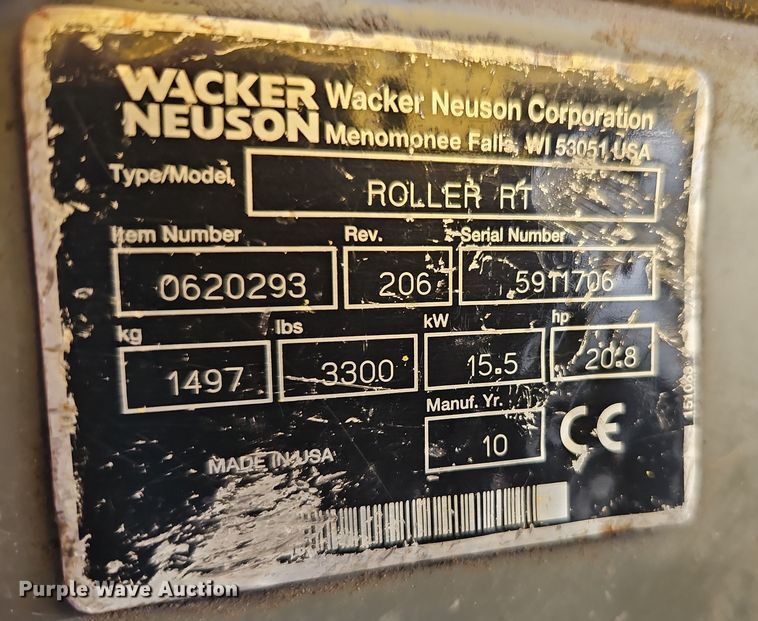 WACKER NEUSON Wacker Neuson Corporation
Menomonee Falls, WI 53051 USA
Type/Model ROLLER RT
Item Number Rev. Serial Number
0620293 206 5911706
kg lbs kW hp
1497 3300 15.5 20.8
Manuf. Yr.
10 CE
MADE IN USA
Purple Wave Auction